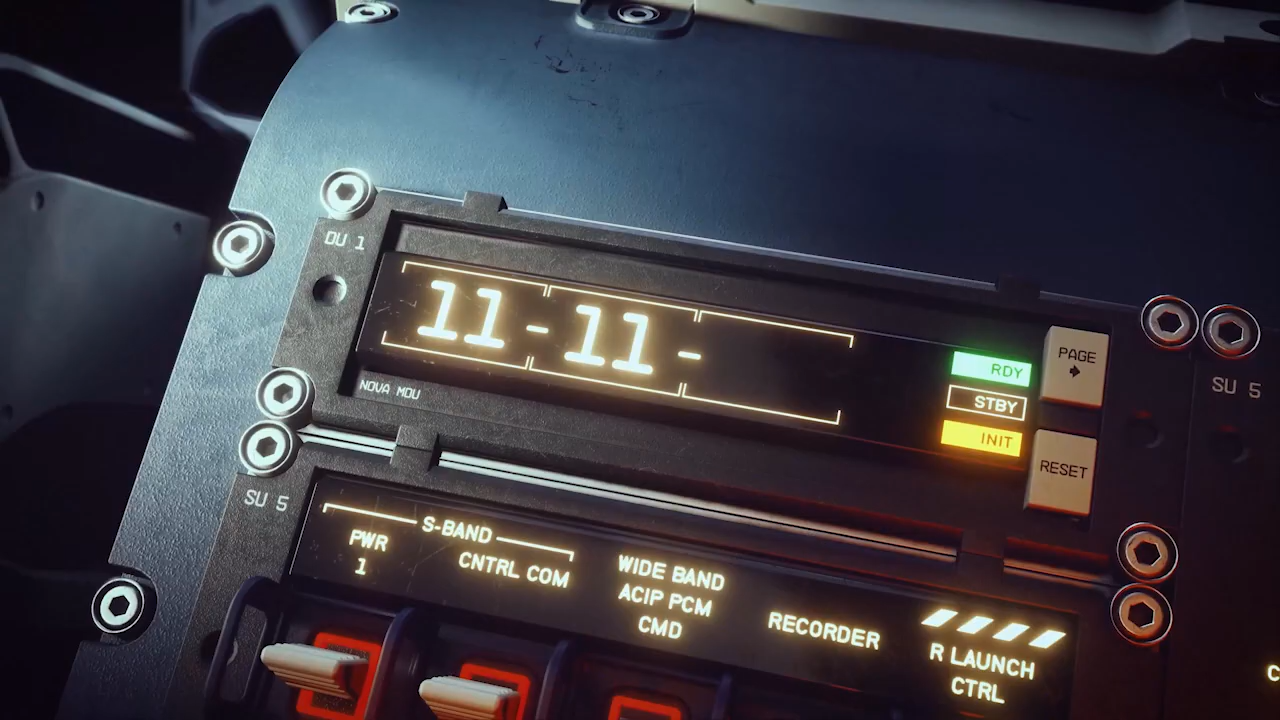 DU 1
11-11-
RDY
STBY
INIT
PAGE
RESET
NOVA MDU
SU 5
SU 5
S-BAND
PWR
1
CNTRL COM
WIDE BAND
ACIP PCM
CMD
RECORDER
R LAUNCH
CTRL